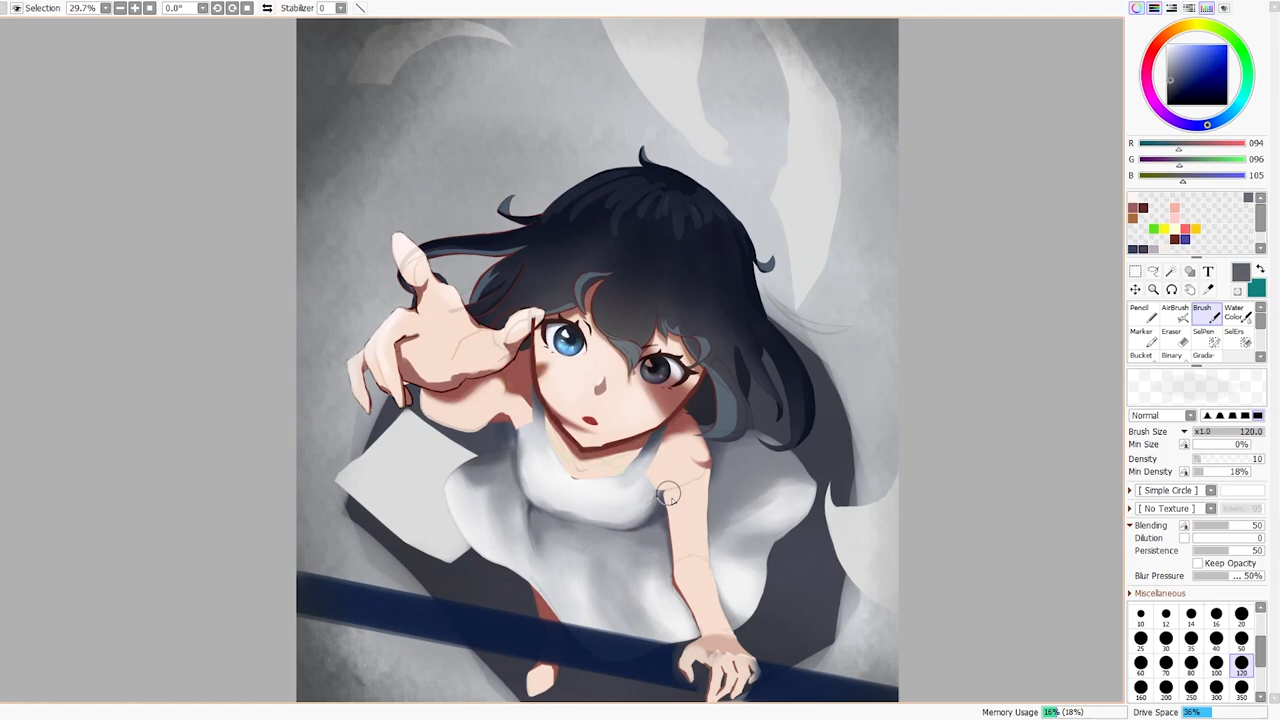 Selection 29.7% 0.0° Stabilizer 0
R 094
G 096
B 105
T
Pencil AirBrush Brush Water Color
Marker Eraser SelPen SelErs
Bucket Binary Grada-
Normal
Brush Size x1.0 120.0
Min Size 0%
Density 10
Min Density 18%
[ Simple Circle ]
[ No Texture ]
Blending 50
Dilution 0
Persistence 50
Keep Opacity
Blur Pressure ... 50%
Miscellaneous
10 12 14 16 20
25 30 35 40 50
60 70 80 100 120
160 200 250 300 350
Memory Usage 16% (18%) Drive Space 36%